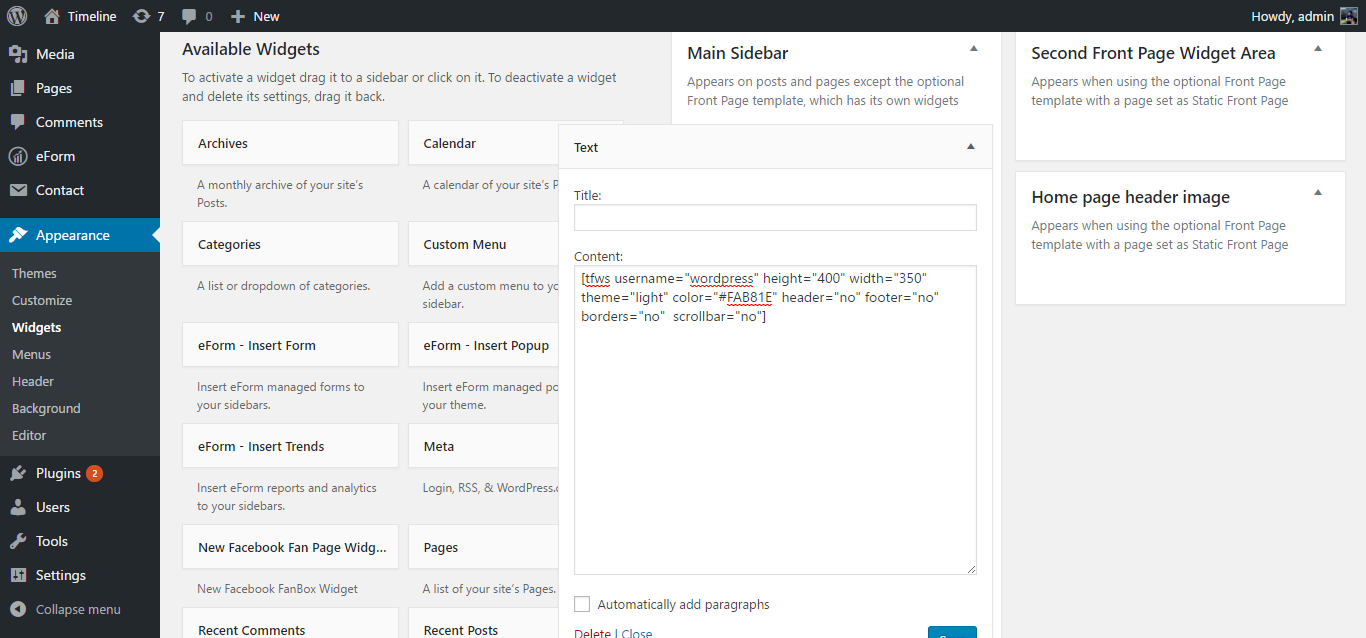 Timeline
7
0
New
Howdy, admin
Media
Pages
Comments
eForm
Contact
Appearance
Themes
Customize
Widgets
Menus
Header
Background
Editor
Plugins 2
Users
Tools
Settings
Collapse menu
Available Widgets
To activate a widget drag it to a sidebar or click on it. To deactivate a widget
and delete its settings, drag it back.
Archives
A monthly archive of your site's
Posts.
Calendar
A calendar of your site's P
Categories
A list or dropdown of categories.
Custom Menu
Add a custom menu to yo
sidebar.
eForm - Insert Form
Insert eForm managed forms to
your sidebars.
eForm - Insert Popup
Insert eForm managed po
your theme.
eForm - Insert Trends
Insert eForm reports and analytics
to your sidebars.
Meta
Login, RSS, & WordPress.o
New Facebook Fan Page Widg...
New Facebook FanBox Widget
Pages
A list of your site's Pages.
Recent Comments
Recent Posts
Main Sidebar
Appears on posts and pages except the optional
Front Page template, which has its own widgets
Text
Title:
Content:
[tfws username="wordpress" height="400" width="350"
theme="light" color="#FAB81E" header="no" footer="no"
borders="no"  scrollbar="no"]
Automatically add paragraphs
Delete | Close
Second Front Page Widget Area
Appears when using the optional Front Page
template with a page set as Static Front Page
Home page header image
Appears when using the optional Front Page
template with a page set as Static Front Page